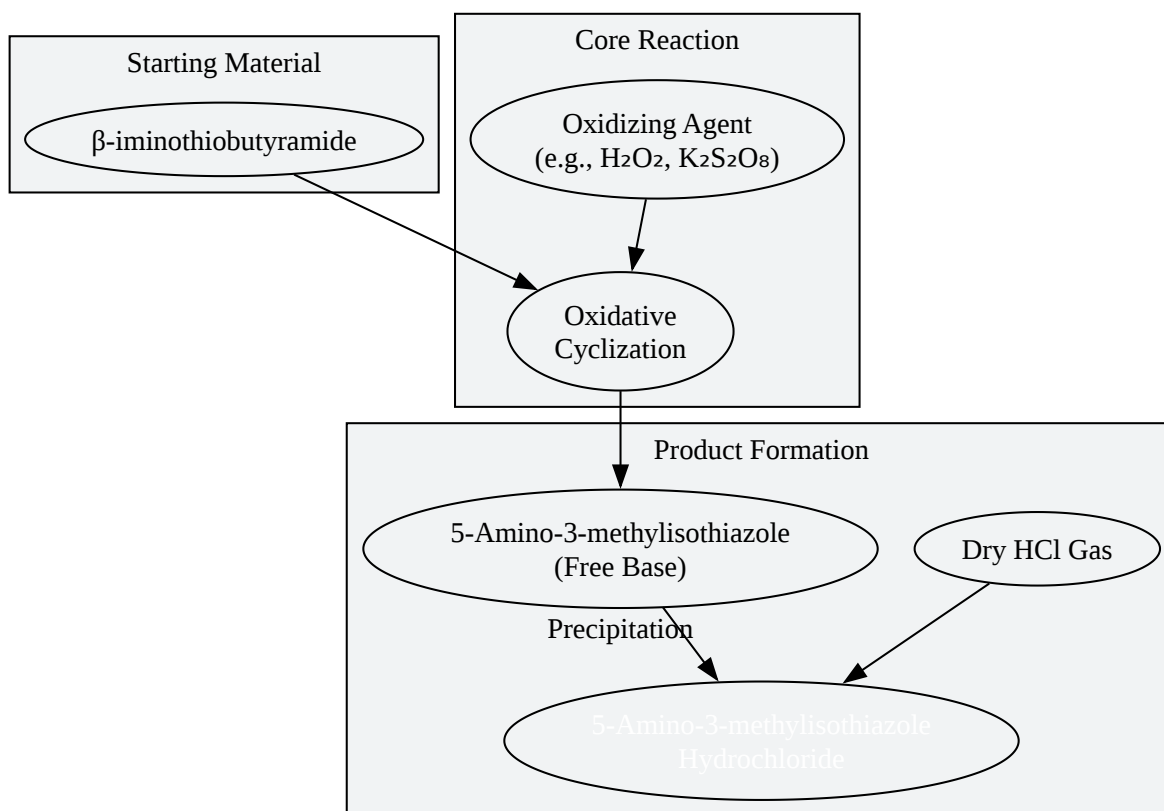 Starting Material
β-iminothiobutyramide
Core Reaction
Oxidizing Agent
(e.g., H₂O₂, K₂S₂O₈)
Oxidative
Cyclization
Product Formation
5-Amino-3-methylisothiazole
(Free Base)
Dry HCl Gas
Precipitation
5-Amino-3-methylisothiazole
Hydrochloride